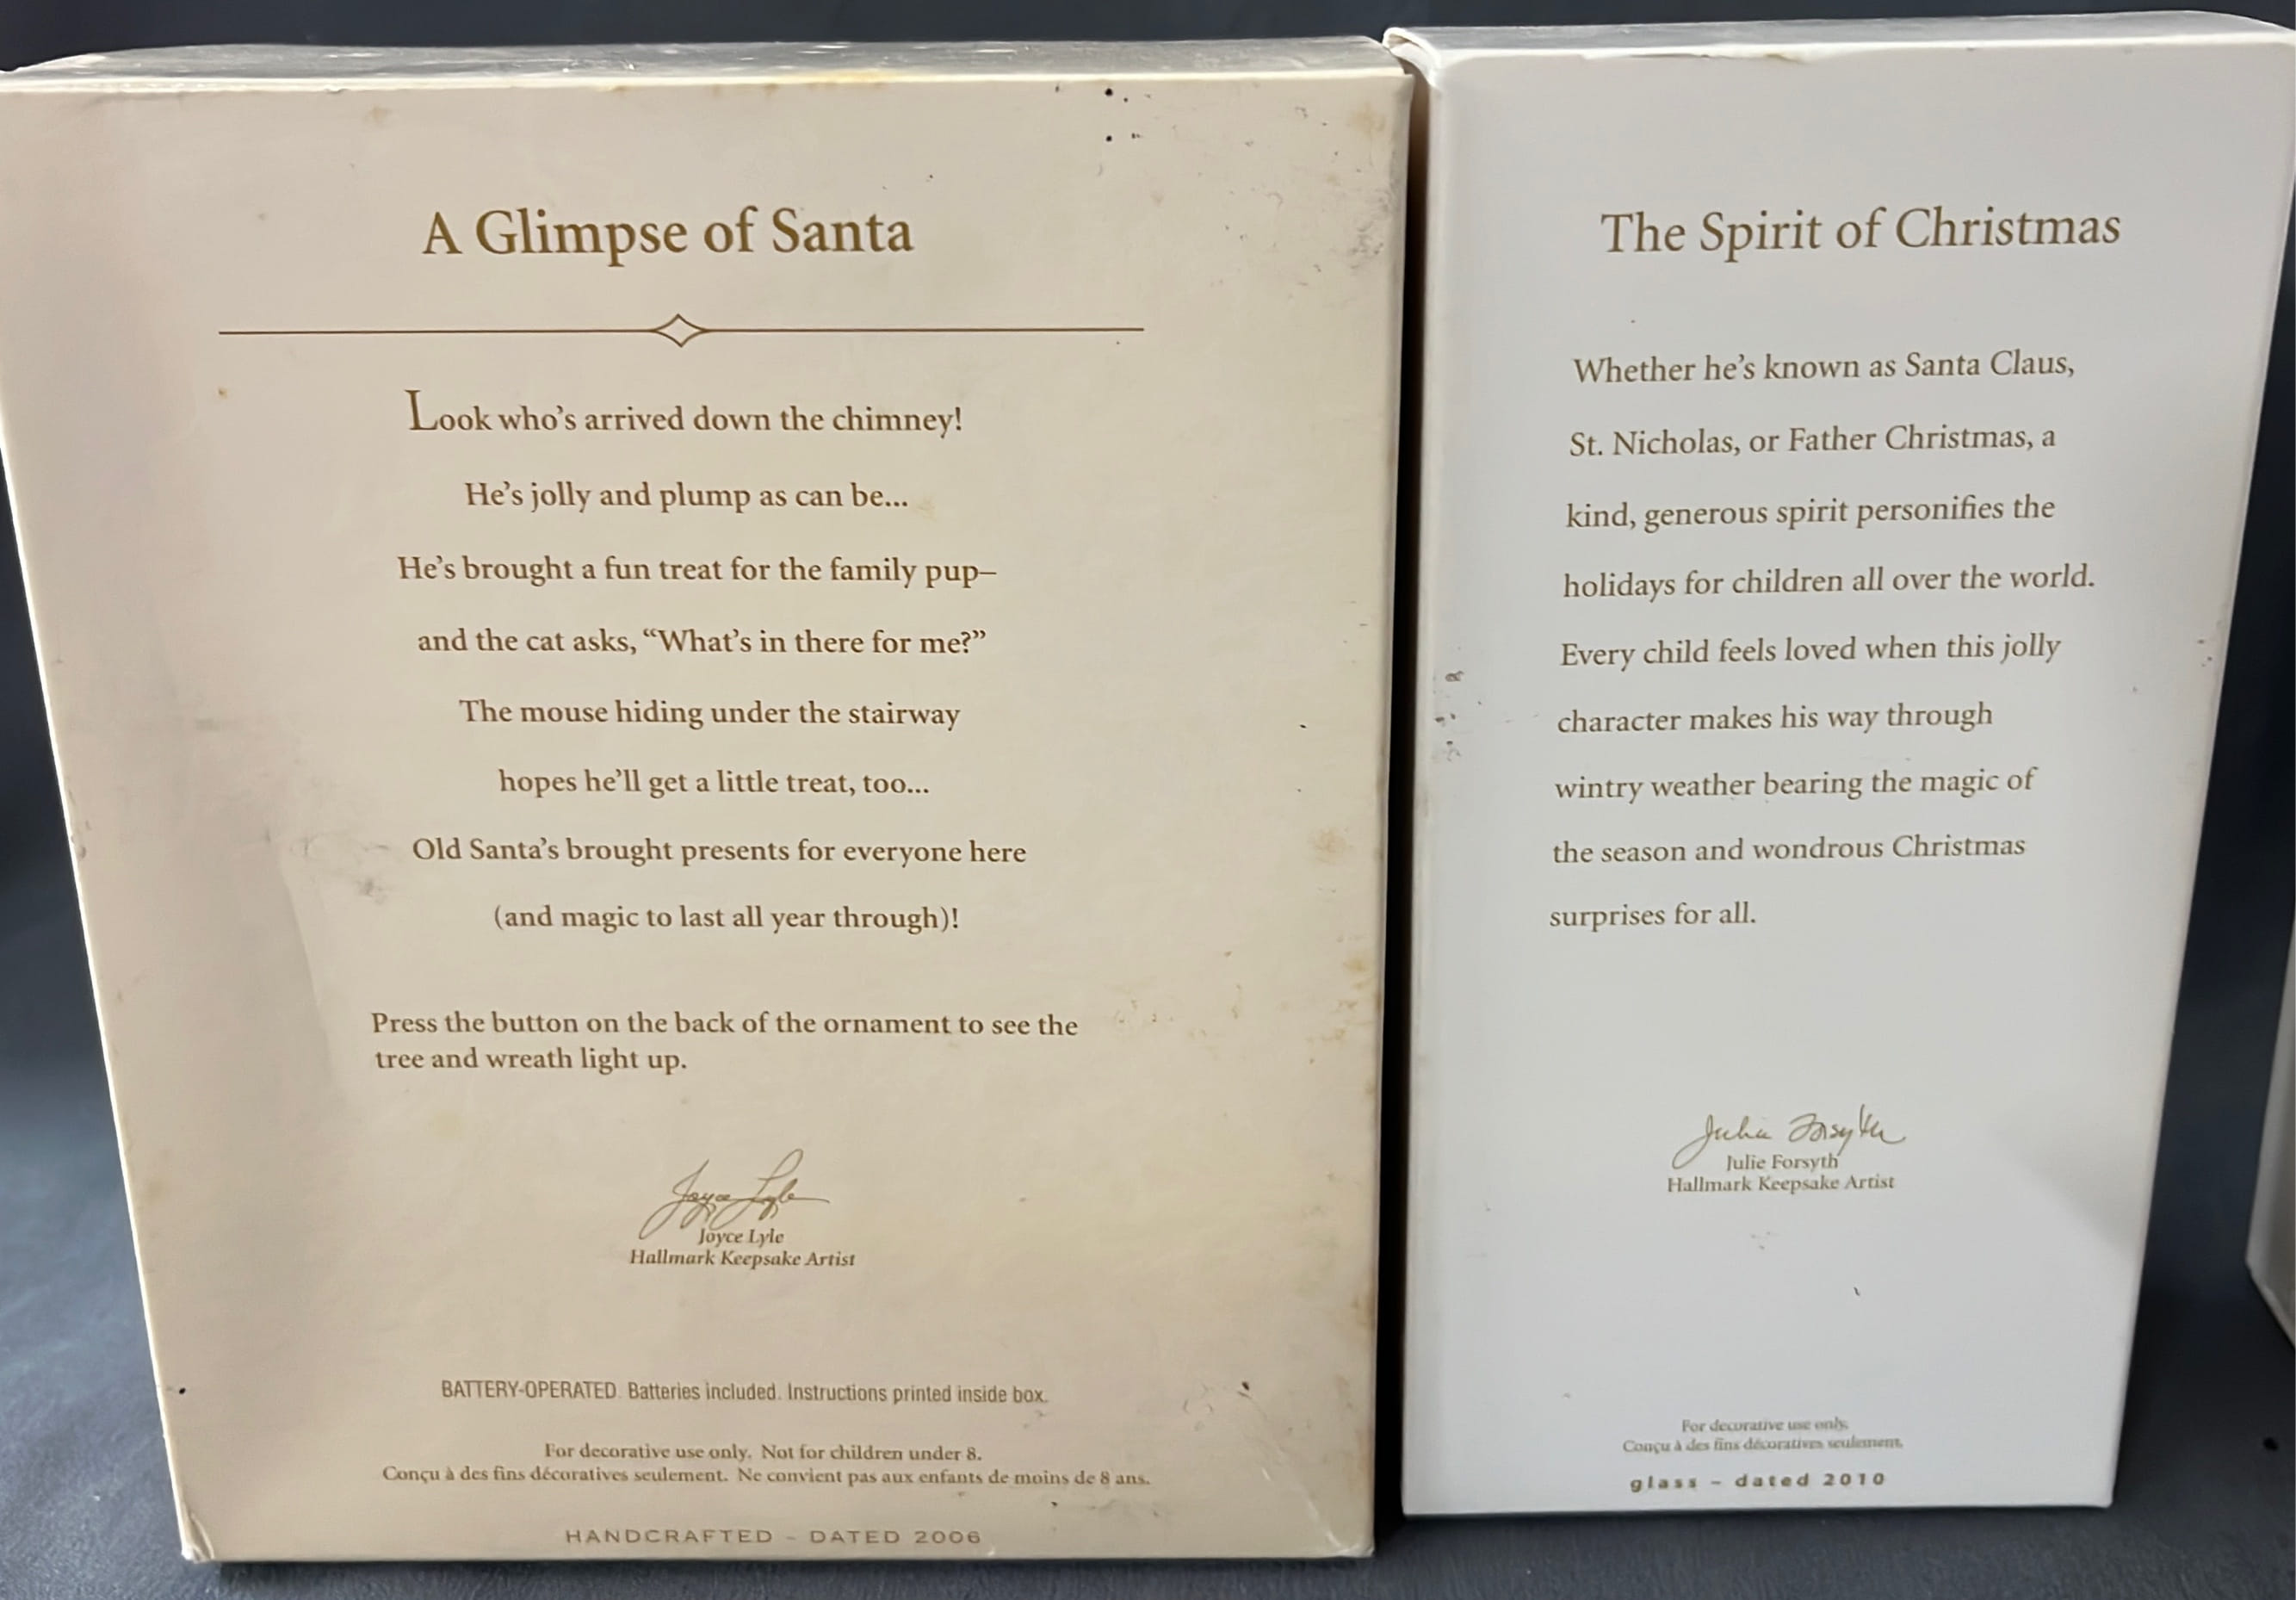 A Glimpse of Santa
Look who's arrived down the chimney!
He's jolly and plump as can be...
He's brought a fun treat for the family pup–
and the cat asks, “What's in there for me?”
The mouse hiding under the stairway
hopes he'll get a little treat, too...
Old Santa's brought presents for everyone here
(and magic to last all year through)!
Press the button on the back of the ornament to see the
tree and wreath light up.
Joyce Lyle
Joyce Lyle
Hallmark Keepsake Artist
BATTERY-OPERATED. Batteries included. Instructions printed inside box.
For decorative use only. Not for children under 8.
Conçu à des fins décoratives seulement. Ne convient pas aux enfants de moins de 8 ans.
HANDCRAFTED – DATED 2006
The Spirit of Christmas
Whether he's known as Santa Claus,
St. Nicholas, or Father Christmas, a
kind, generous spirit personifies the
holidays for children all over the world.
Every child feels loved when this jolly
character makes his way through
wintry weather bearing the magic of
the season and wondrous Christmas
surprises for all.
Julie Forsyth
Julie Forsyth
Hallmark Keepsake Artist
For decorative use only.
Conçu à des fins décoratives seulement.
glass – dated 2010